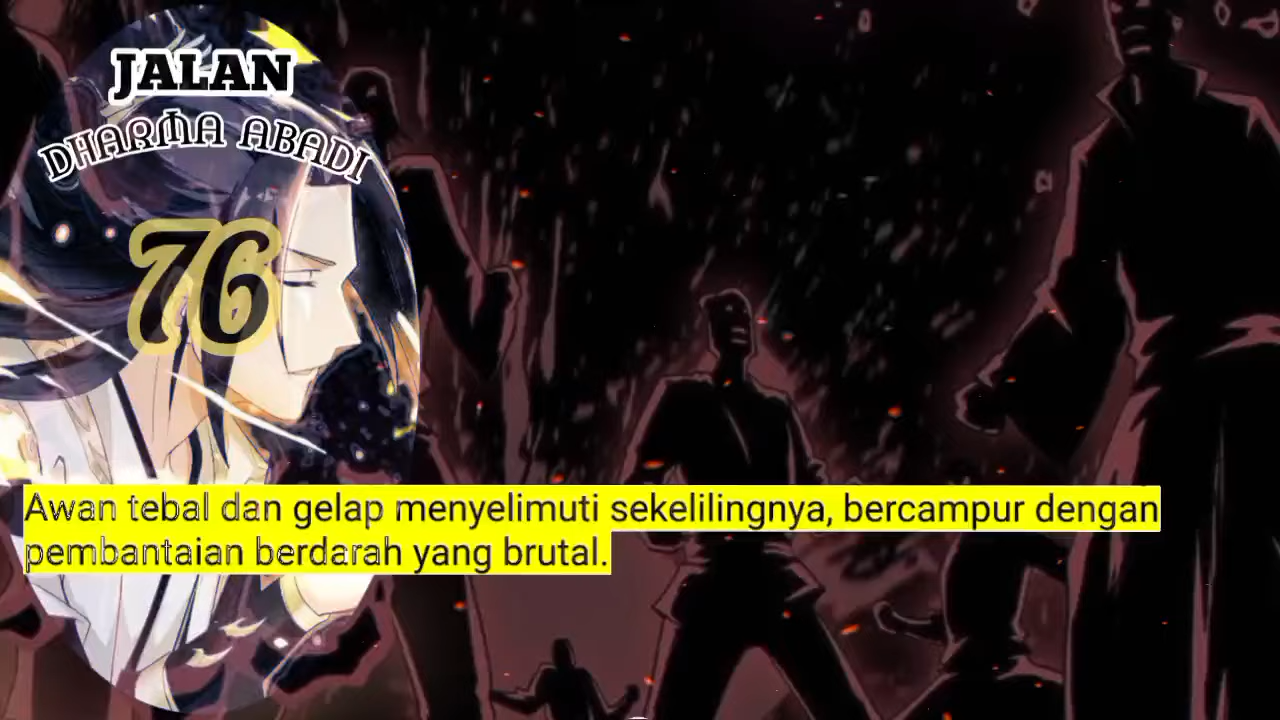 JALAN
DHARMA ABADI
76
Awan tebal dan gelap menyelimuti sekelilingnya, bercampur dengan
pembantaian berdarah yang brutal.